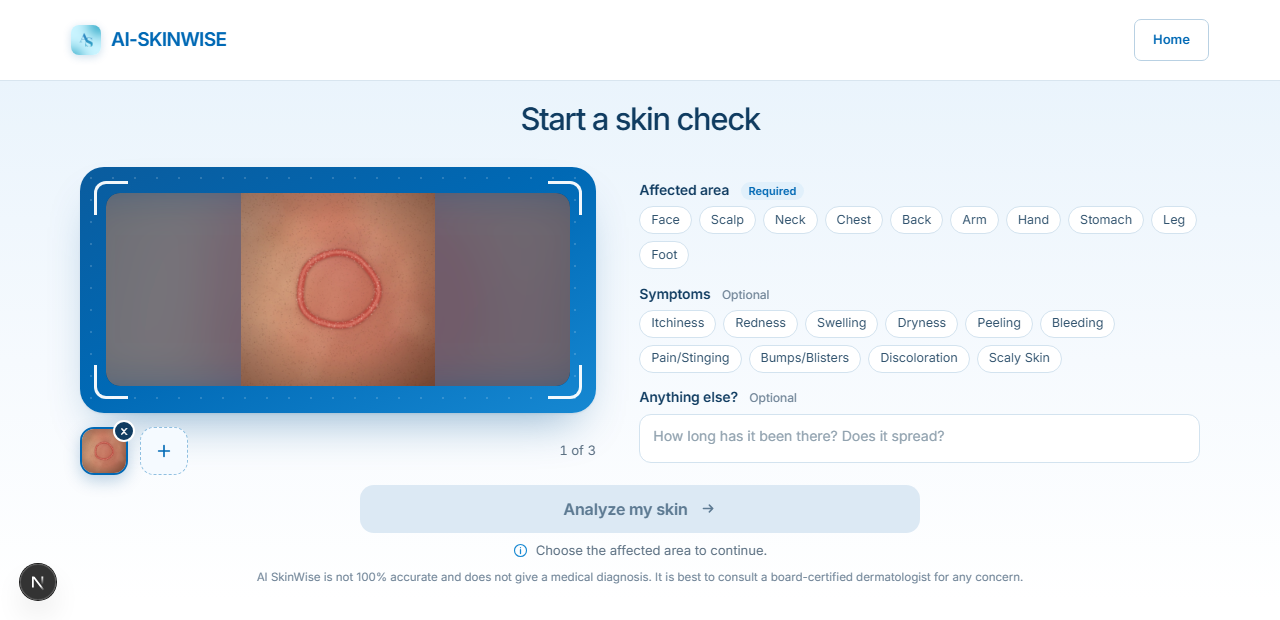 AI-SKINWISE
Home
Start a skin check
Affected area Required
Face Scalp Neck Chest Back Arm Hand Stomach Leg
Foot
Symptoms Optional
Itchiness Redness Swelling Dryness Peeling Bleeding
Pain/Stinging Bumps/Blisters Discoloration Scaly Skin
Anything else? Optional
How long has it been there? Does it spread?
1 of 3
Analyze my skin →
Choose the affected area to continue.
AI SkinWise is not 100% accurate and does not give a medical diagnosis. It is best to consult a board-certified dermatologist for any concern.
N